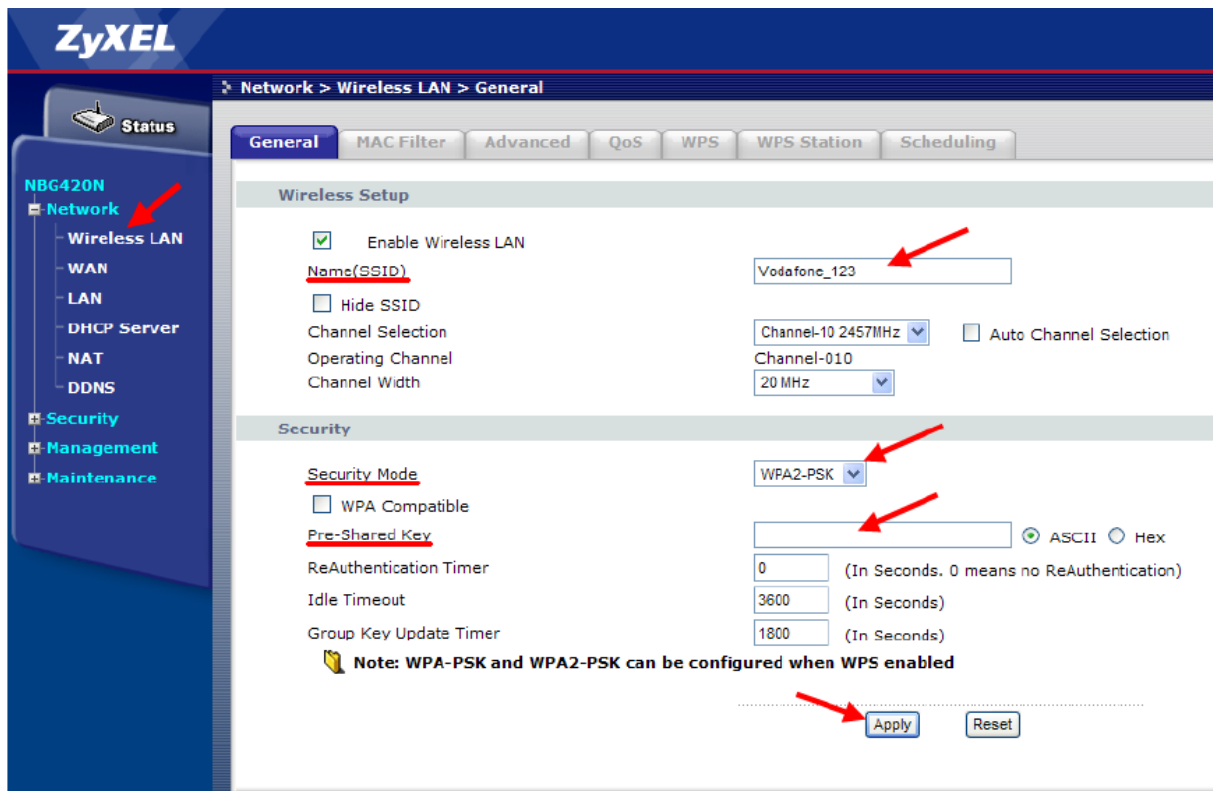 ZyXEL
Network > Wireless LAN > General
Status
General MAC Filter Advanced QoS WPS WPS Station Scheduling
NBG420N
Network
Wireless LAN
WAN
LAN
DHCP Server
NAT
DDNS
Security
Management
Maintenance
Wireless Setup
Enable Wireless LAN
Name(SSID) Vodafone_123
Hide SSID
Channel Selection Channel-10 2457MHz Auto Channel Selection
Operating Channel Channel-010
Channel Width 20 MHz
Security
Security Mode WPA2-PSK
WPA Compatible
Pre-Shared Key ASCII Hex
ReAuthentication Timer 0 (In Seconds. 0 means no ReAuthentication)
Idle Timeout 3600 (In Seconds)
Group Key Update Timer 1800 (In Seconds)
Note: WPA-PSK and WPA2-PSK can be configured when WPS enabled
Apply Reset